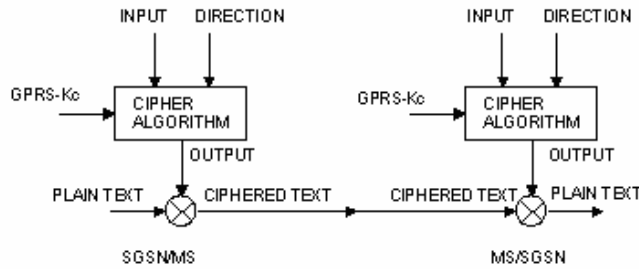 INPUT DIRECTION INPUT DIRECTION
GPRS-Kc CIPHER ALGORITHM GPRS-Kc CIPHER ALGORITHM
OUTPUT OUTPUT
PLAIN TEXT CIPHERED TEXT CIPHERED TEXT PLAIN TEXT
SGSN/MS MS/SGSN